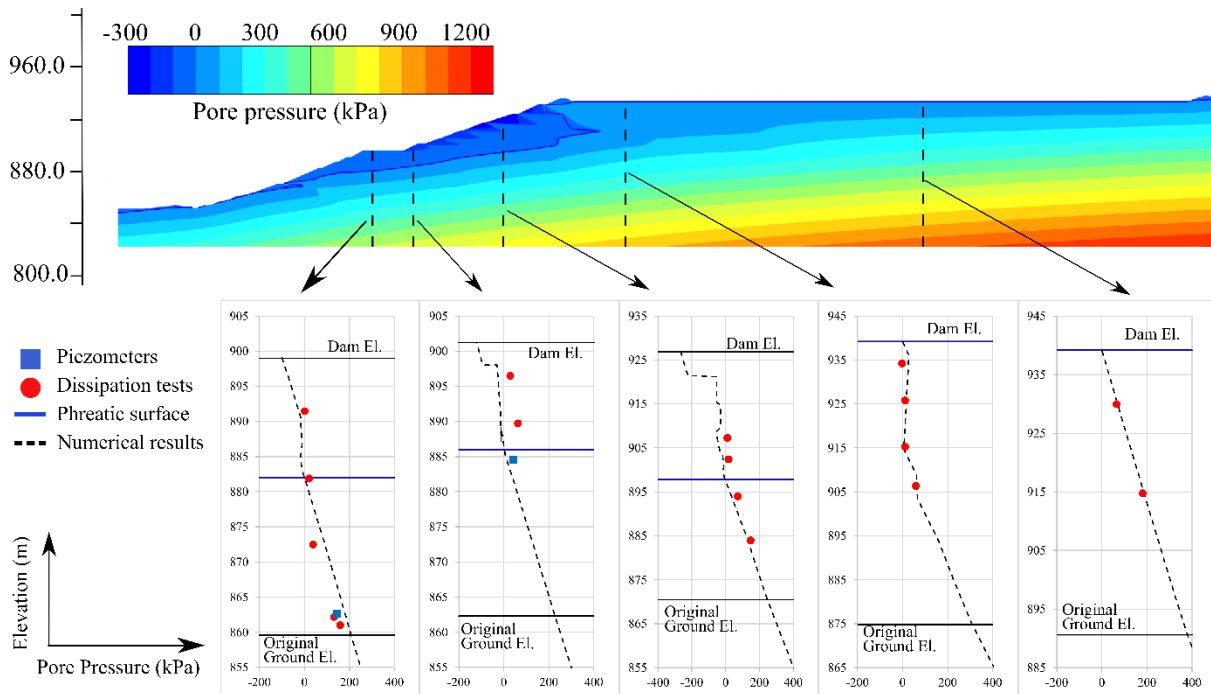 -300 0 300 600 900 1200
Pore pressure (kPa)
960.0
880.0
800.0
Piezometers
Dissipation tests
Phreatic surface
Numerical results
Elevation (m)
Pore Pressure (kPa)
905
900
895
890
885
880
875
870
865
860
855
Dam El.
Original
Ground El.
-200 0 200 400
905
900
895
890
885
880
875
870
865
860
855
Dam El.
Original
Ground El.
-200 0 200 400
935
925
915
905
895
885
875
865
855
Dam El.
Original
Ground El.
-200 0 200 400
945
935
925
915
905
895
885
875
865
Dam El.
Original
Ground El.
-200 0 200 400
945
935
925
915
945
895
885
Dam El.
Original
Ground El.
-200 0 200 400